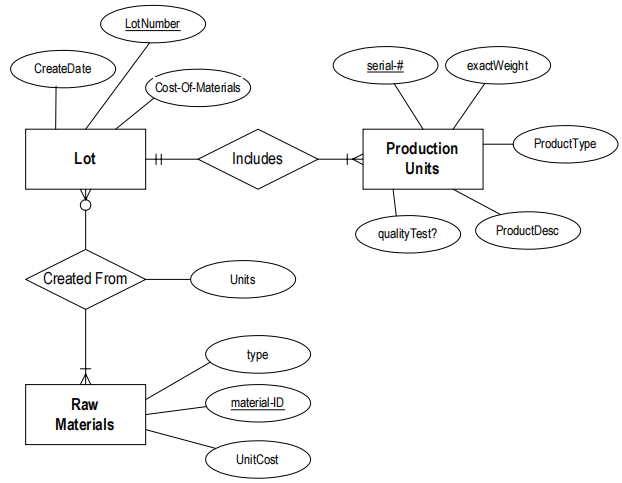 LotNumber
CreateDate
Cost-Of-Materials
serial-#
exactWeight
Lot
Includes
Production
Units
ProductType
qualityTest?
ProductDesc
Created From
Units
type
Raw
Materials
material-ID
UnitCost